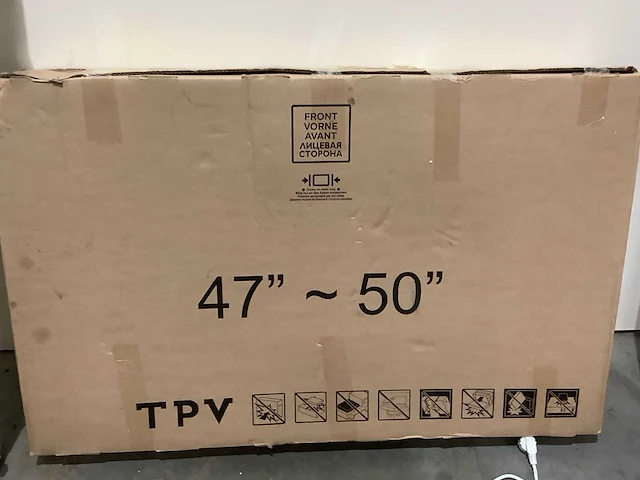 FRONT
VORNE
AVANT
ЛИЦЕВАЯ
СТОРОНА
47” ~ 50”
TPV